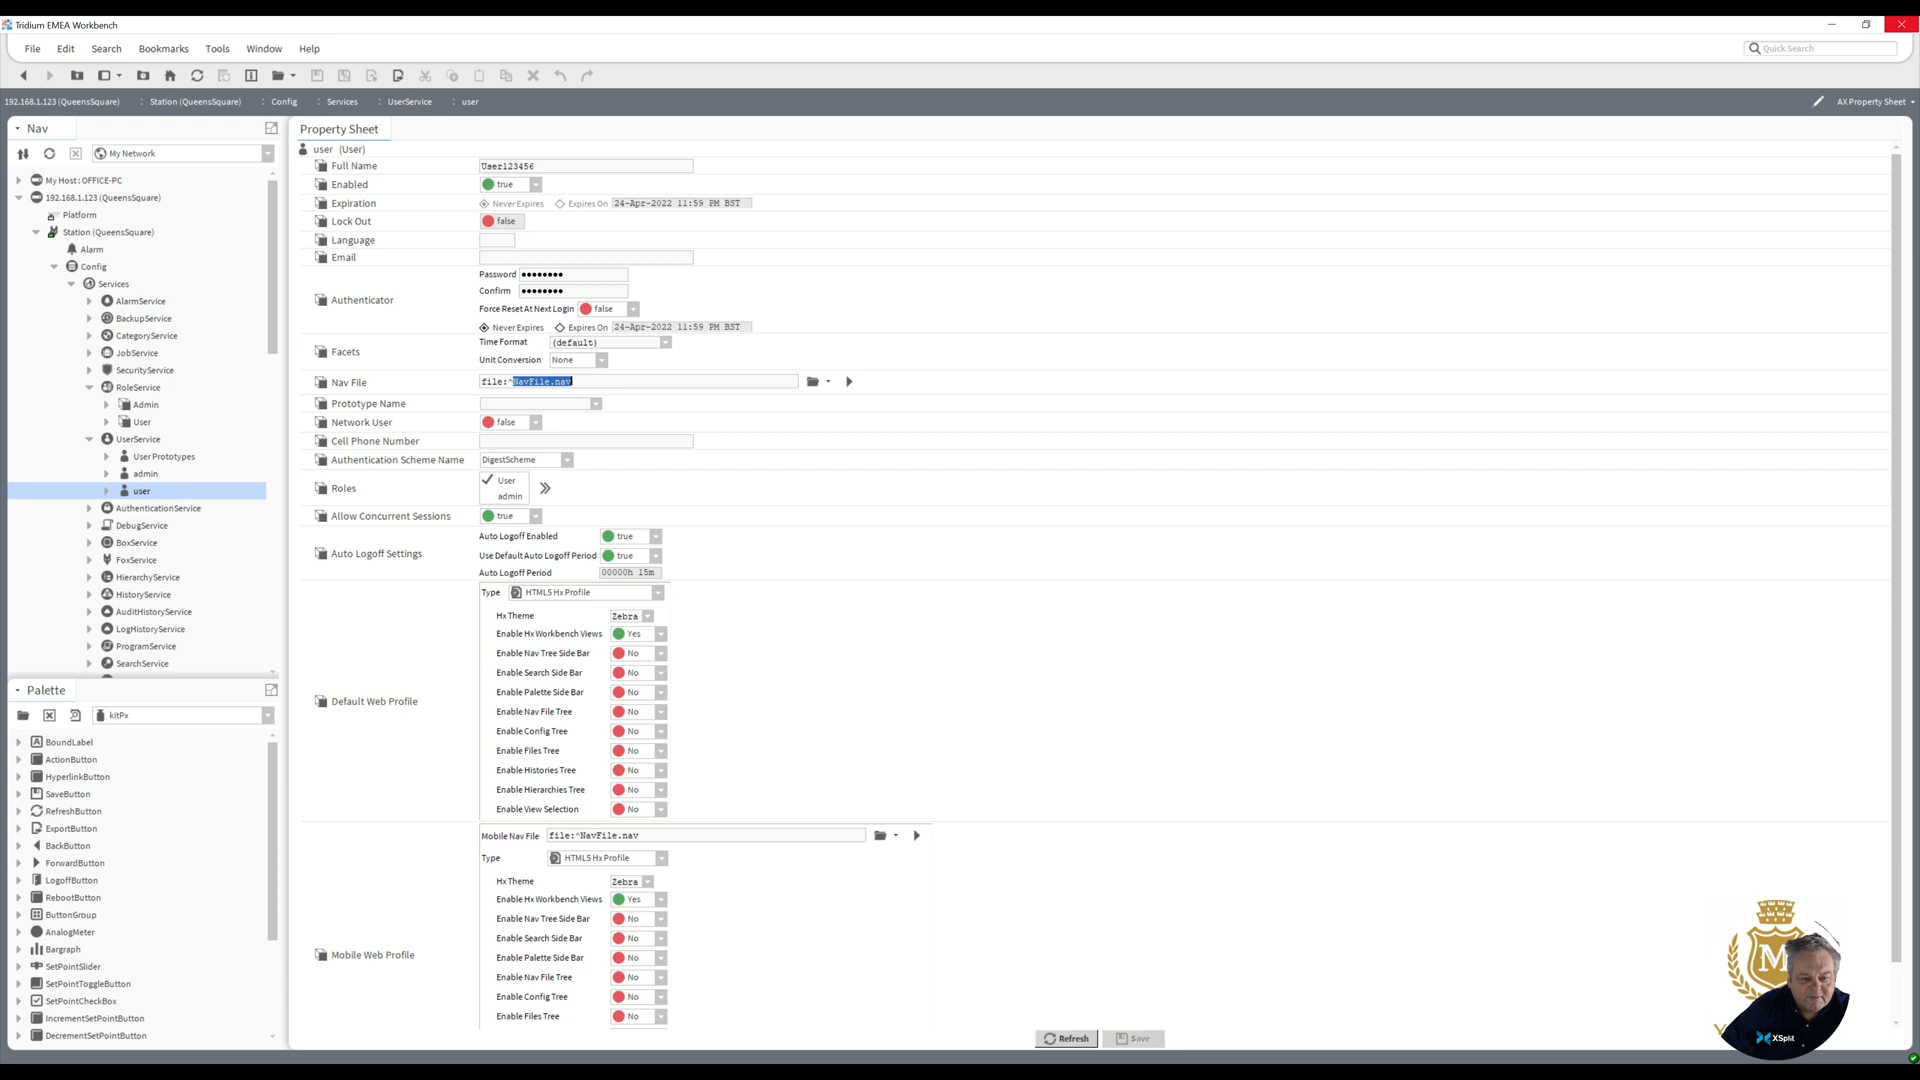 Tridium EMEA Workbench
File Edit Search Bookmarks Tools Window Help
Quick Search
192.168.1.123 (QueensSquare) : Station (QueensSquare) : Config : Services : UserService : user
AX Property Sheet
Nav
My Network
My Host : OFFICE-PC
192.168.1.123 (QueensSquare)
Platform
Station (QueensSquare)
Alarm
Config
Services
AlarmService
BackupService
CategoryService
JobService
SecurityService
RoleService
Admin
User
UserService
User Prototypes
admin
user
AuthenticationService
DebugService
BoxService
FoxService
HierarchyService
HistoryService
AuditHistoryService
LogHistoryService
ProgramService
SearchService
Palette
kitPx
BoundLabel
ActionButton
HyperlinkButton
SaveButton
RefreshButton
ExportButton
BackButton
ForwardButton
LogoffButton
RebootButton
ButtonGroup
AnalogMeter
Bargraph
SetPointSlider
SetPointToggleButton
SetPointCheckBox
IncrementSetPointButton
DecrementSetPointButton
Property Sheet
user (User)
Full Name User123456
Enabled true
Expiration Never Expires Expires On 24-Apr-2022 11:59 PM BST
Lock Out false
Language
Email
Authenticator
Password ••••••••
Confirm ••••••••
Force Reset At Next Login false
Never Expires Expires On 24-Apr-2022 11:59 PM BST
Facets
Time Format (default)
Unit Conversion None
Nav File file:^NavFile.nav
Prototype Name
Network User false
Cell Phone Number
Authentication Scheme Name DigestScheme
Roles
User
admin
Allow Concurrent Sessions true
Auto Logoff Settings
Auto Logoff Enabled true
Use Default Auto Logoff Period true
Auto Logoff Period 00000h 15m
Default Web Profile
Type HTML5 Hx Profile
Hx Theme Zebra
Enable Hx Workbench Views Yes
Enable Nav Tree Side Bar No
Enable Search Side Bar No
Enable Palette Side Bar No
Enable Nav File Tree No
Enable Config Tree No
Enable Files Tree No
Enable Histories Tree No
Enable Hierarchies Tree No
Enable View Selection No
Mobile Web Profile
Mobile Nav File file:^NavFile.nav
Type HTML5 Hx Profile
Hx Theme Zebra
Enable Hx Workbench Views Yes
Enable Nav Tree Side Bar No
Enable Search Side Bar No
Enable Palette Side Bar No
Enable Nav File Tree No
Enable Config Tree No
Enable Files Tree No
Refresh Save
XSplit